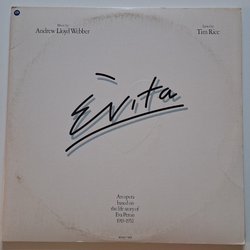 Music by
Andrew Lloyd Webber
Lyrics by
Tim Rice
Evita
An opera
based on
the life story of
Eva Peron
1919-1952